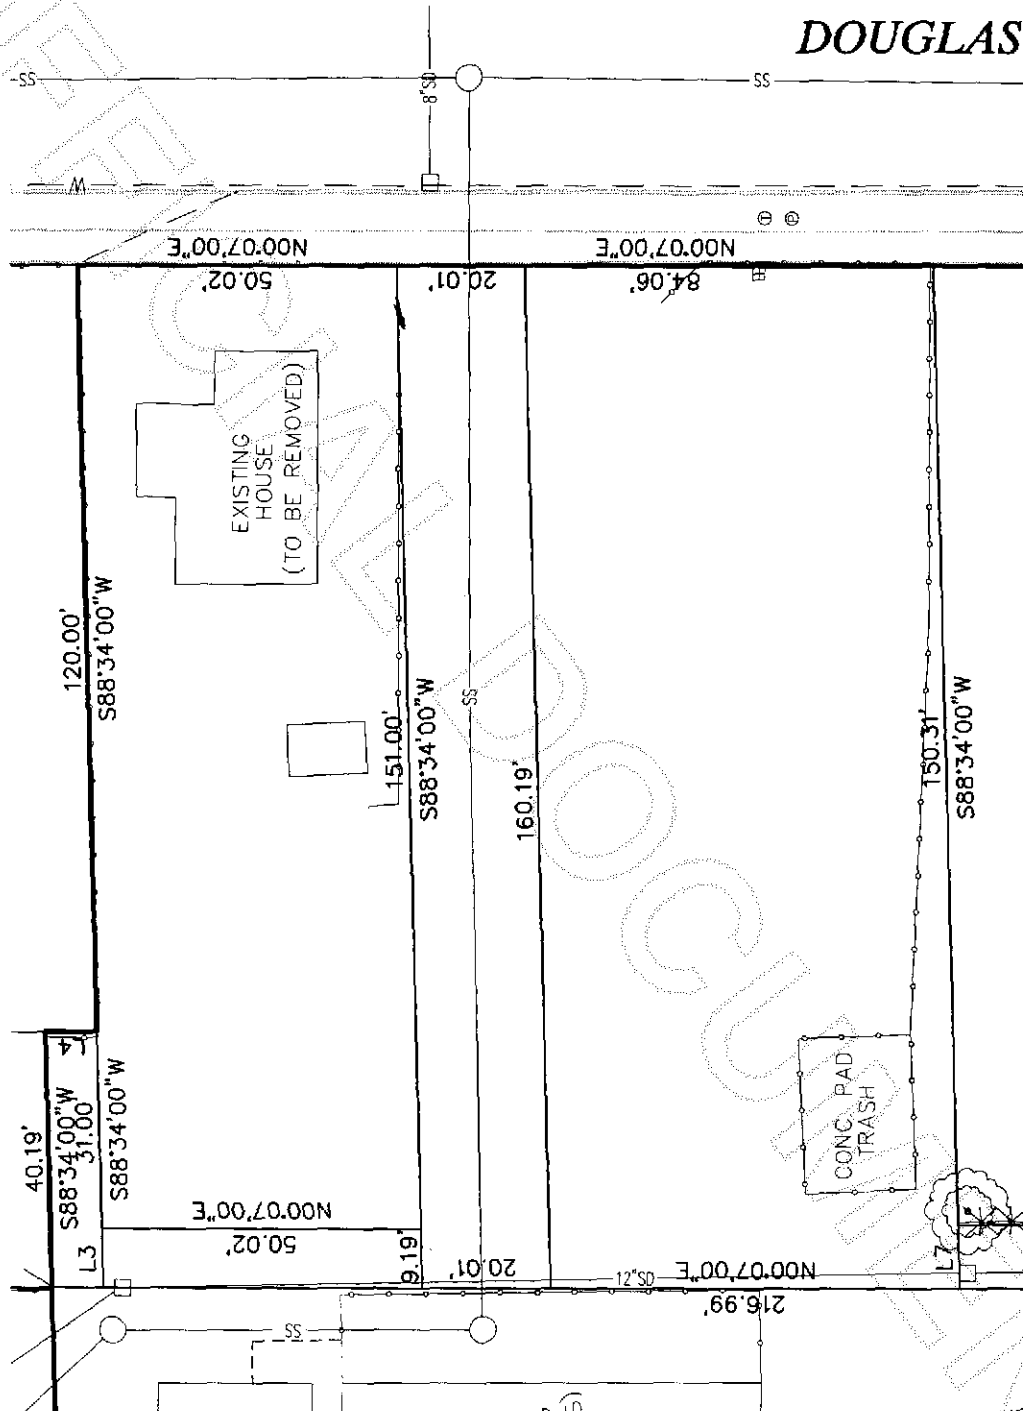 DOUGLAS
SS
SS
8"SD
W
T
P
N00°07'00"E
50.02'
20.01'
N00°07'00"E
84.06'
EXISTING
HOUSE
(TO BE REMOVED)
120.00'
S88°34'00"W
151.00'
S88°34'00"W
SS
160.19'
150.31'
S88°34'00"W
L4
40.19'
S88°34'00"W
31.00
S88°34'00"W
CONC. PAD
TRASH
N00°07'00"E
50.02'
L3
9.19'
20.01'
12"SD
N00°07'00"E
216.99'
L7
SS
DOCUME